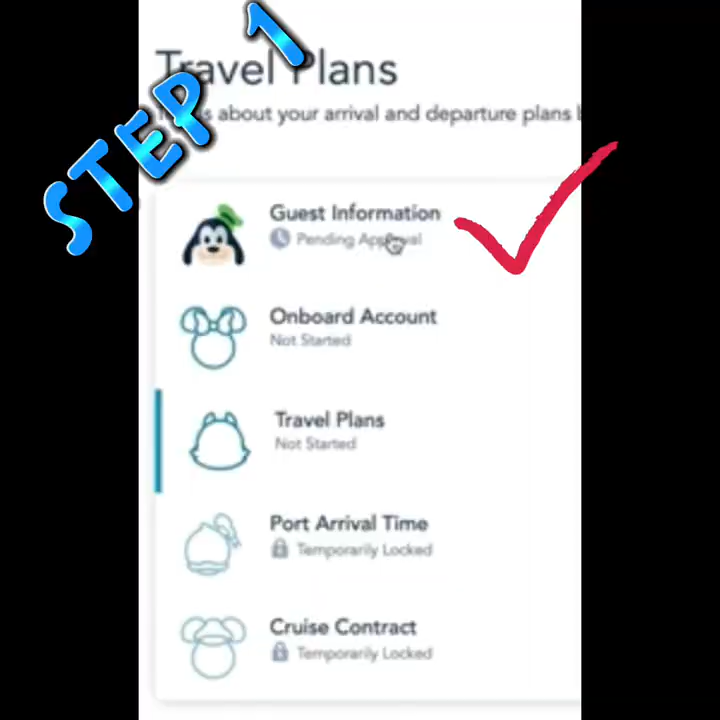 STEP 1
Travel Plans
about your arrival and departure plans
Guest Information
Pending Approval
Onboard Account
Not Started
Travel Plans
Not Started
Port Arrival Time
Temporarily Locked
Cruise Contract
Temporarily Locked